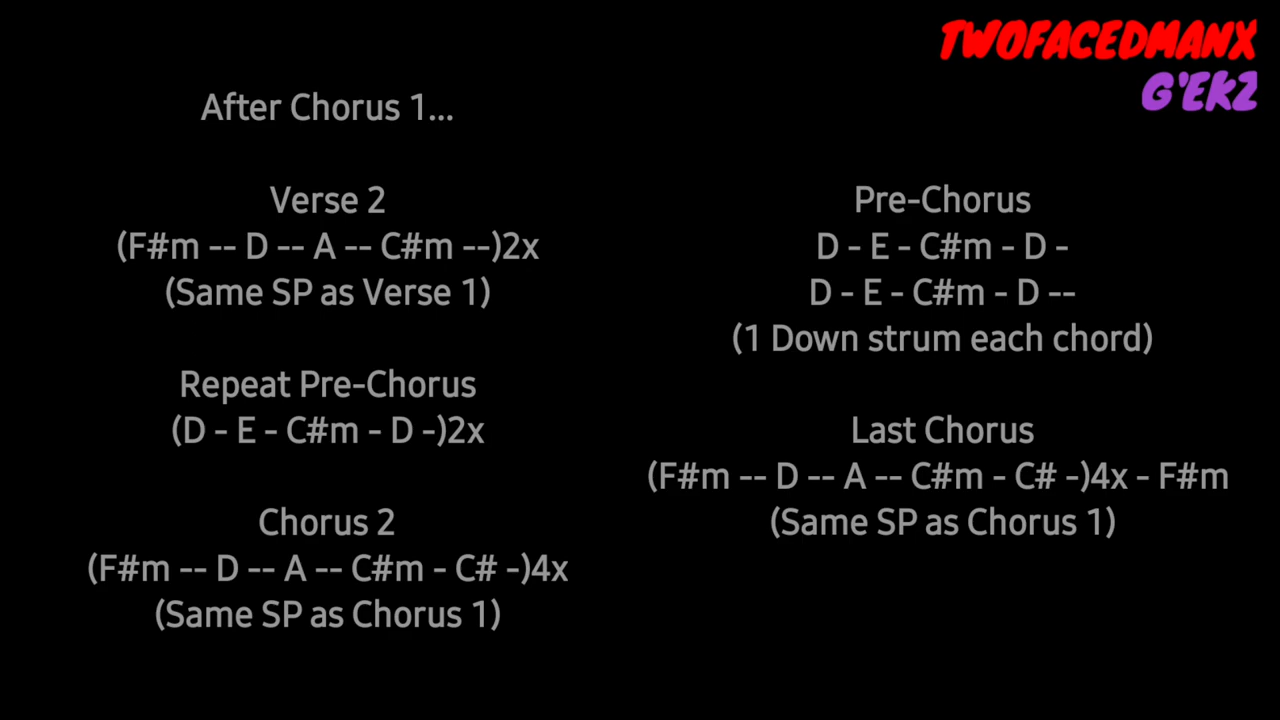 TWOFACEDMANX
G'EKZ
After Chorus 1...
Verse 2
(F#m -- D -- A -- C#m --)2x
(Same SP as Verse 1)
Repeat Pre-Chorus
(D - E - C#m - D -)2x
Chorus 2
(F#m -- D -- A -- C#m - C# -)4x
(Same SP as Chorus 1)
Pre-Chorus
D - E - C#m - D -
D - E - C#m - D --
(1 Down strum each chord)
Last Chorus
(F#m -- D -- A -- C#m - C# -)4x - F#m
(Same SP as Chorus 1)